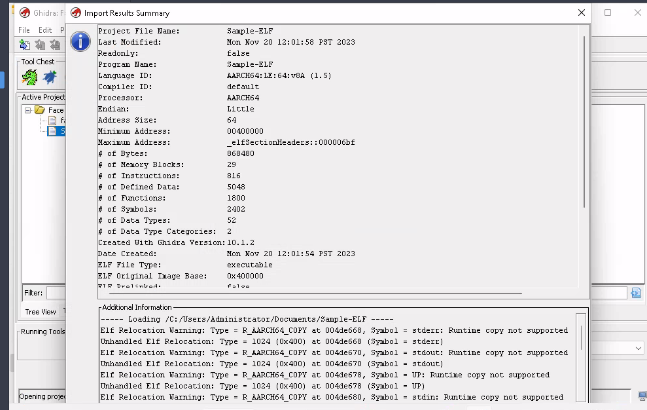 Ghidra: F
Import Results Summary
File Edit P
Tool Chest
Active Project
Face
Filter:
Tree View
Running Tools
Opening projec
Project File Name: Sample-ELF
Last Modified: Mon Nov 20 12:01:58 PST 2023
Readonly: false
Program Name: Sample-ELF
Language ID: AARCH64:LE:64:v8A (1.5)
Compiler ID: default
Processor: AARCH64
Endian: Little
Address Size: 64
Minimum Address: 00400000
Maximum Address: _elfSectionHeaders::000006bf
# of Bytes: 868480
# of Memory Blocks: 29
# of Instructions: 816
# of Defined Data: 5048
# of Functions: 1800
# of Symbols: 2402
# of Data Types: 52
# of Data Type Categories: 2
Created With Ghidra Version: 10.1.2
Date Created: Mon Nov 20 12:01:54 PST 2023
ELF File Type: executable
ELF Original Image Base: 0x400000
ELF Prelinked: false
Additional Information
----- Loading /C:/Users/Administrator/Documents/Sample-ELF -----
Elf Relocation Warning: Type = R_AARCH64_COPY at 004de668, Symbol = stderr: Runtime copy not supported
Unhandled Elf Relocation: Type = 1024 (0x400) at 004de668 (Symbol = stderr)
Elf Relocation Warning: Type = R_AARCH64_COPY at 004de670, Symbol = stdout: Runtime copy not supported
Unhandled Elf Relocation: Type = 1024 (0x400) at 004de670 (Symbol = stdout)
Elf Relocation Warning: Type = R_AARCH64_COPY at 004de678, Symbol = UP: Runtime copy not supported
Unhandled Elf Relocation: Type = 1024 (0x400) at 004de678 (Symbol = UP)
Elf Relocation Warning: Type = R_AARCH64_COPY at 004de680, Symbol = stdin: Runtime copy not supported